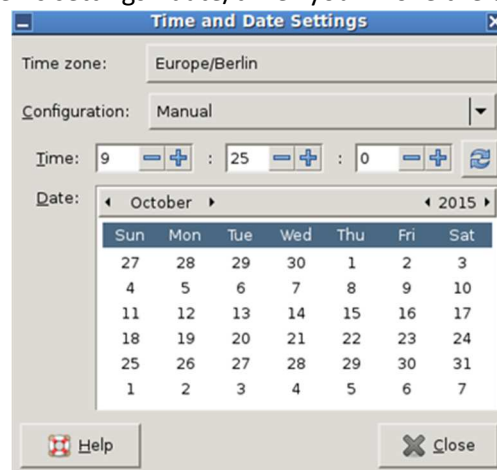 Time and Date Settings
Time zone: Europe/Berlin
Configuration: Manual
Time: 9 : 25 : 0
Date: October 2015
Sun Mon Tue Wed Thu Fri Sat
27 28 29 30 1 2 3
4 5 6 7 8 9 10
11 12 13 14 15 16 17
18 19 20 21 22 23 24
25 26 27 28 29 30 31
1 2 3 4 5 6 7
Help Close